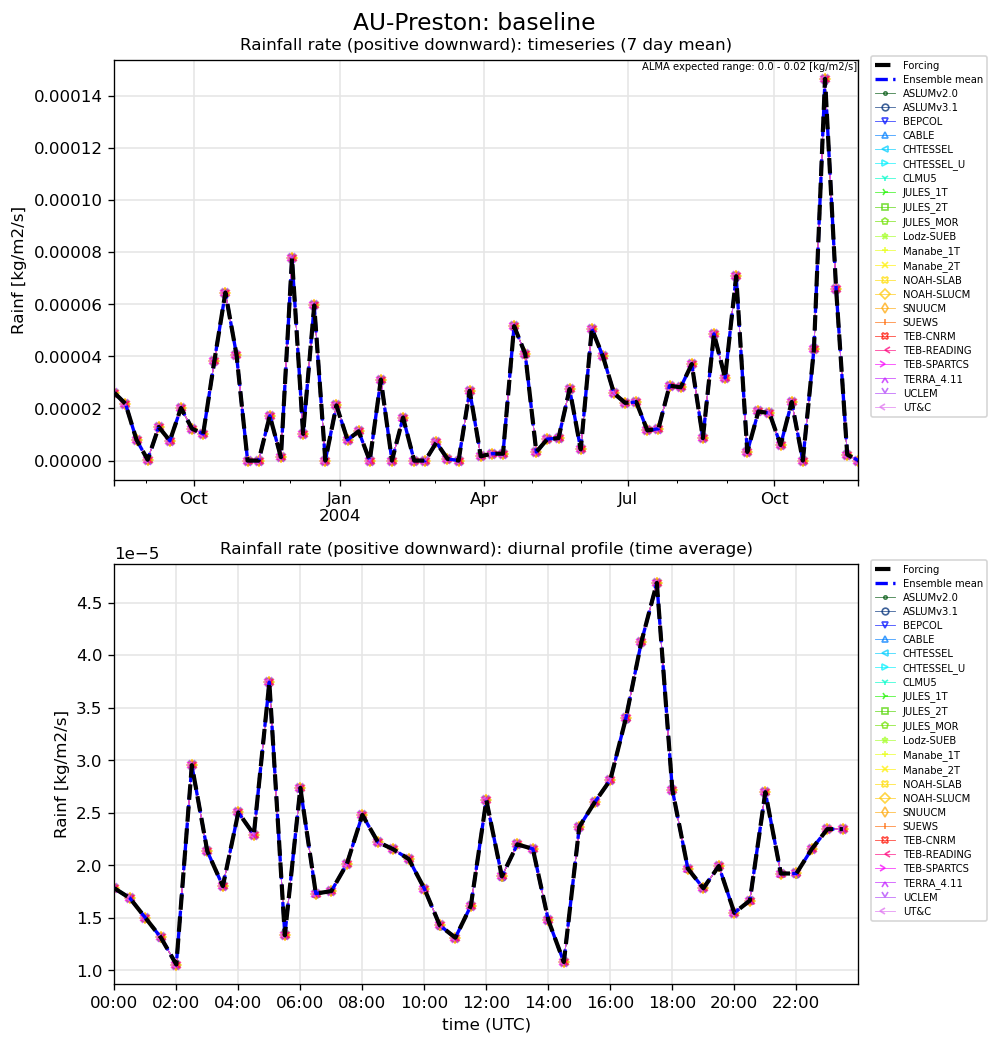 AU-Preston: baseline
Rainfall rate (positive downward): timeseries (7 day mean)
ALMA expected range: 0.0 - 0.02 [kg/m2/s]
Rainf [kg/m2/s]
0.00014
0.00012
0.00010
0.00008
0.00006
0.00004
0.00002
0.00000
Oct
Jan
2004
Apr
Jul
Oct
Forcing
Ensemble mean
ASLUMv2.0
ASLUMv3.1
BEPCOL
CABLE
CHTESSEL
CHTESSEL_U
CLMU5
JULES_1T
JULES_2T
JULES_MOR
Lodz-SUEB
Manabe_1T
Manabe_2T
NOAH-SLAB
NOAH-SLUCM
SNUUCM
SUEWS
TEB-CNRM
TEB-READING
TEB-SPARTCS
TERRA_4.11
UCLEM
UT&C
Rainfall rate (positive downward): diurnal profile (time average)
1e−5
Rainf [kg/m2/s]
4.5
4.0
3.5
3.0
2.5
2.0
1.5
1.0
00:00
02:00
04:00
06:00
08:00
10:00
12:00
14:00
16:00
18:00
20:00
22:00
time (UTC)
Forcing
Ensemble mean
ASLUMv2.0
ASLUMv3.1
BEPCOL
CABLE
CHTESSEL
CHTESSEL_U
CLMU5
JULES_1T
JULES_2T
JULES_MOR
Lodz-SUEB
Manabe_1T
Manabe_2T
NOAH-SLAB
NOAH-SLUCM
SNUUCM
SUEWS
TEB-CNRM
TEB-READING
TEB-SPARTCS
TERRA_4.11
UCLEM
UT&C